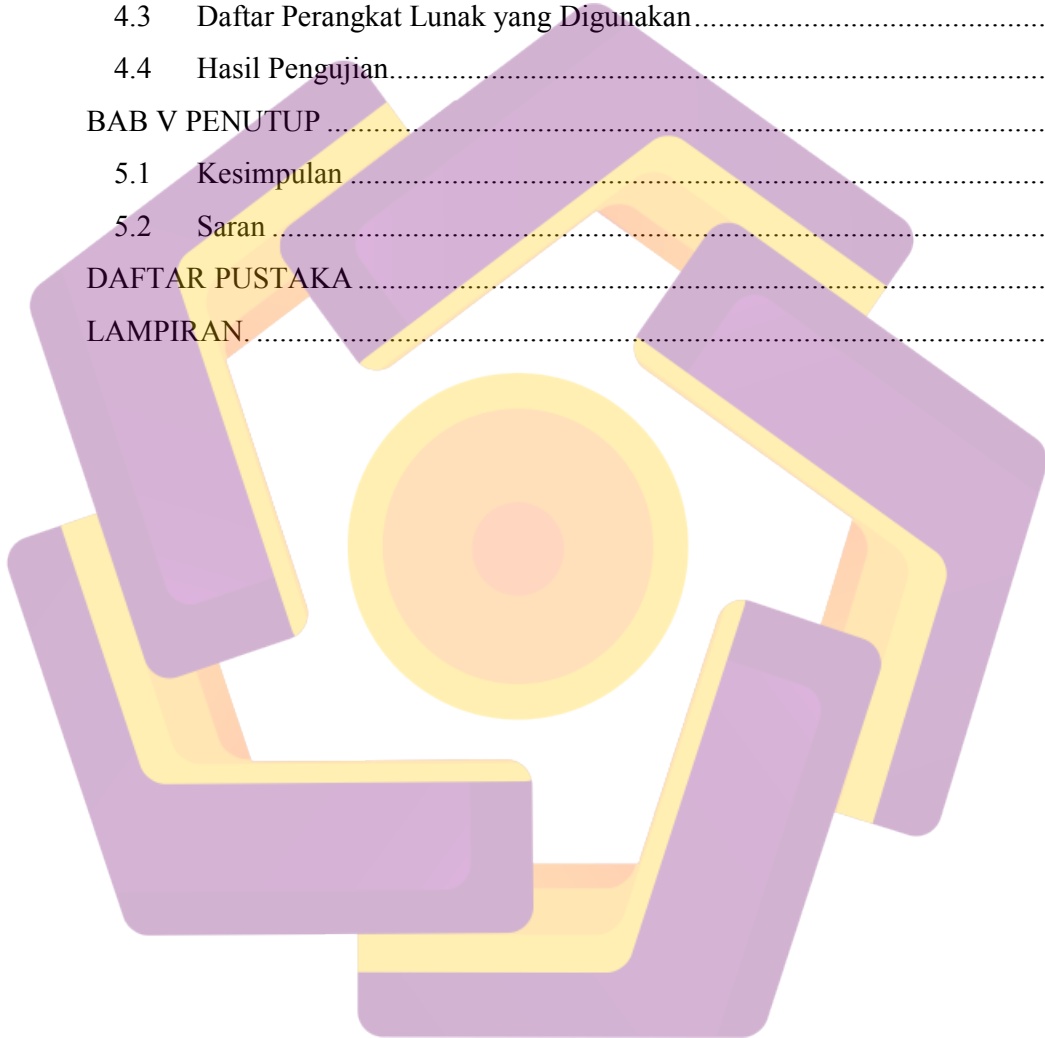 4.3 Daftar Perangkat Lunak yang Digunakan............................................
4.4 Hasil Pengujian.................................................................................
BAB V PENUTUP .........................................................................................
5.1 Kesimpulan ......................................................................................
5.2 Saran ................................................................................................
DAFTAR PUSTAKA .....................................................................................
LAMPIRAN....................................................................................................